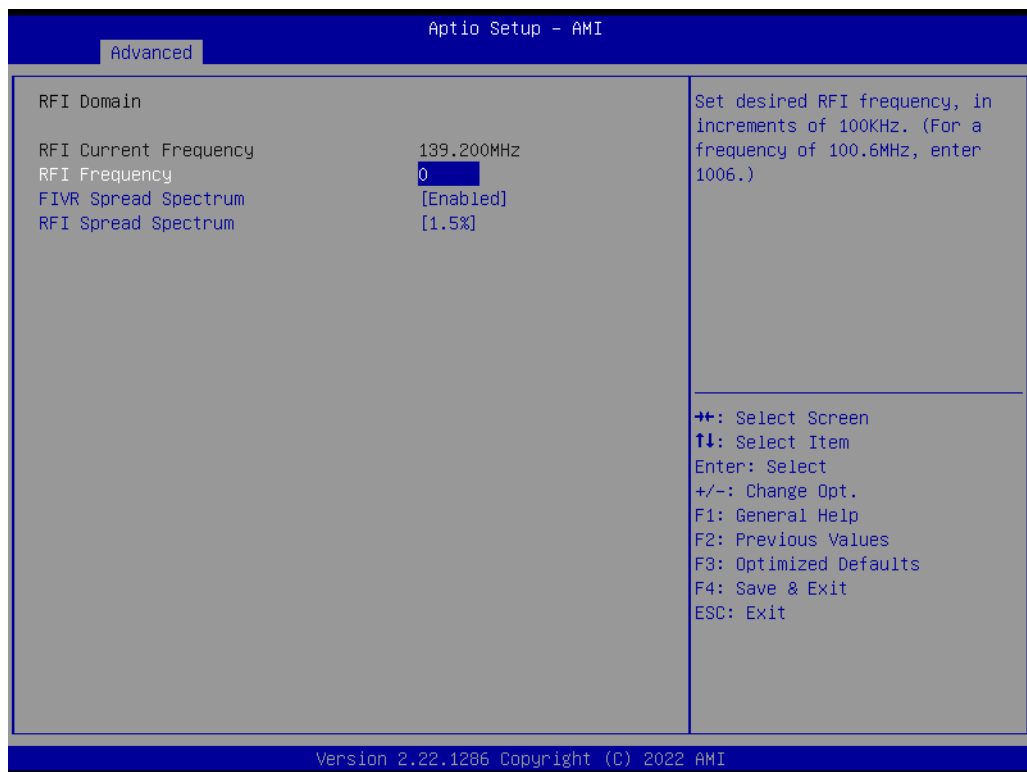 Aptio Setup – AMI
Advanced
RFI Domain
RFI Current Frequency 139.200MHz
RFI Frequency 0
FIVR Spread Spectrum [Enabled]
RFI Spread Spectrum [1.5%]
Set desired RFI frequency, in
increments of 100KHz. (For a
frequency of 100.6MHz, enter
1006.)
→←: Select Screen
↑↓: Select Item
Enter: Select
+/-: Change Opt.
F1: General Help
F2: Previous Values
F3: Optimized Defaults
F4: Save & Exit
ESC: Exit
Version 2.22.1286 Copyright (C) 2022 AMI